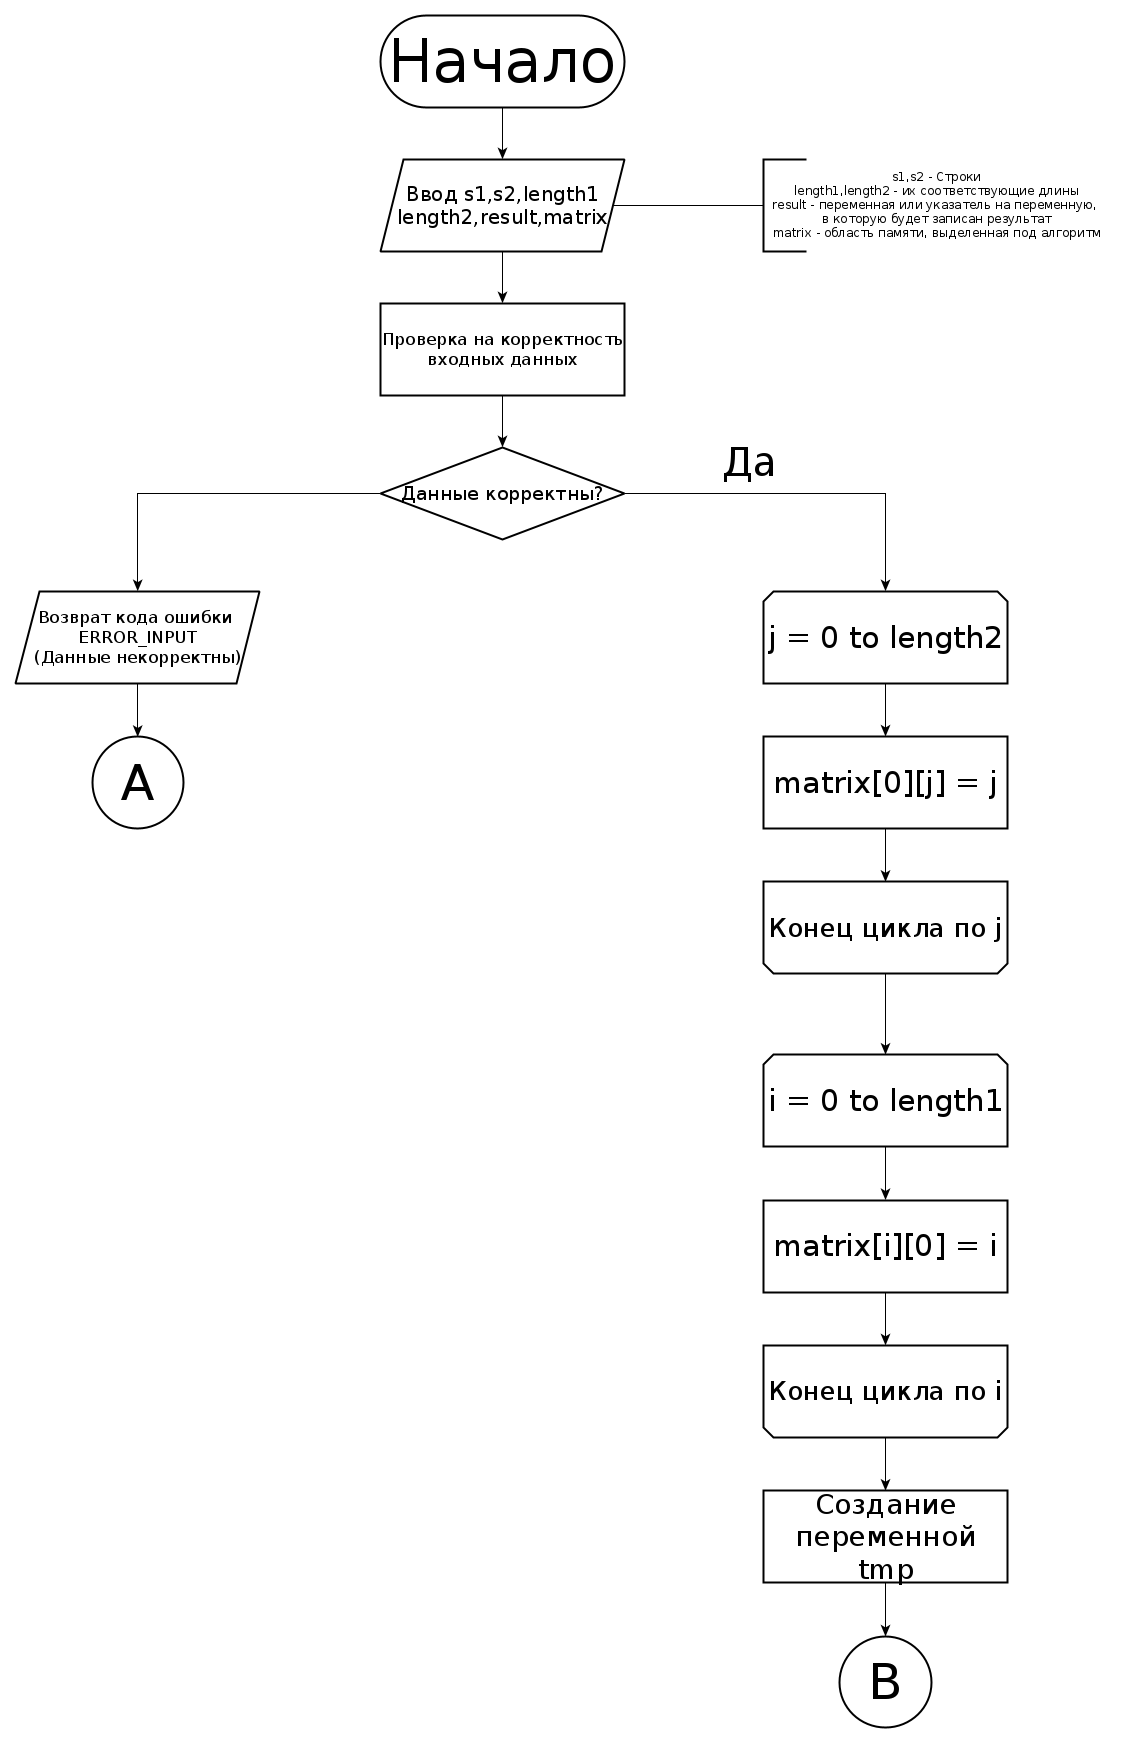 Начало
Ввод s1,s2,length1
length2,result,matrix
s1,s2 - Строки
length1,length2 - их соответствующие длины
result - переменная или указатель на переменную,
в которую будет записан результат
matrix - область памяти, выделенная под алгоритм
Проверка на корректность
входных данных
Данные корректны?
Да
Возврат кода ошибки
ERROR_INPUT
(Данные некорректны)
A
j = 0 to length2
matrix[0][j] = j
Конец цикла по j
i = 0 to length1
matrix[i][0] = i
Конец цикла по i
Создание
переменной
tmp
B